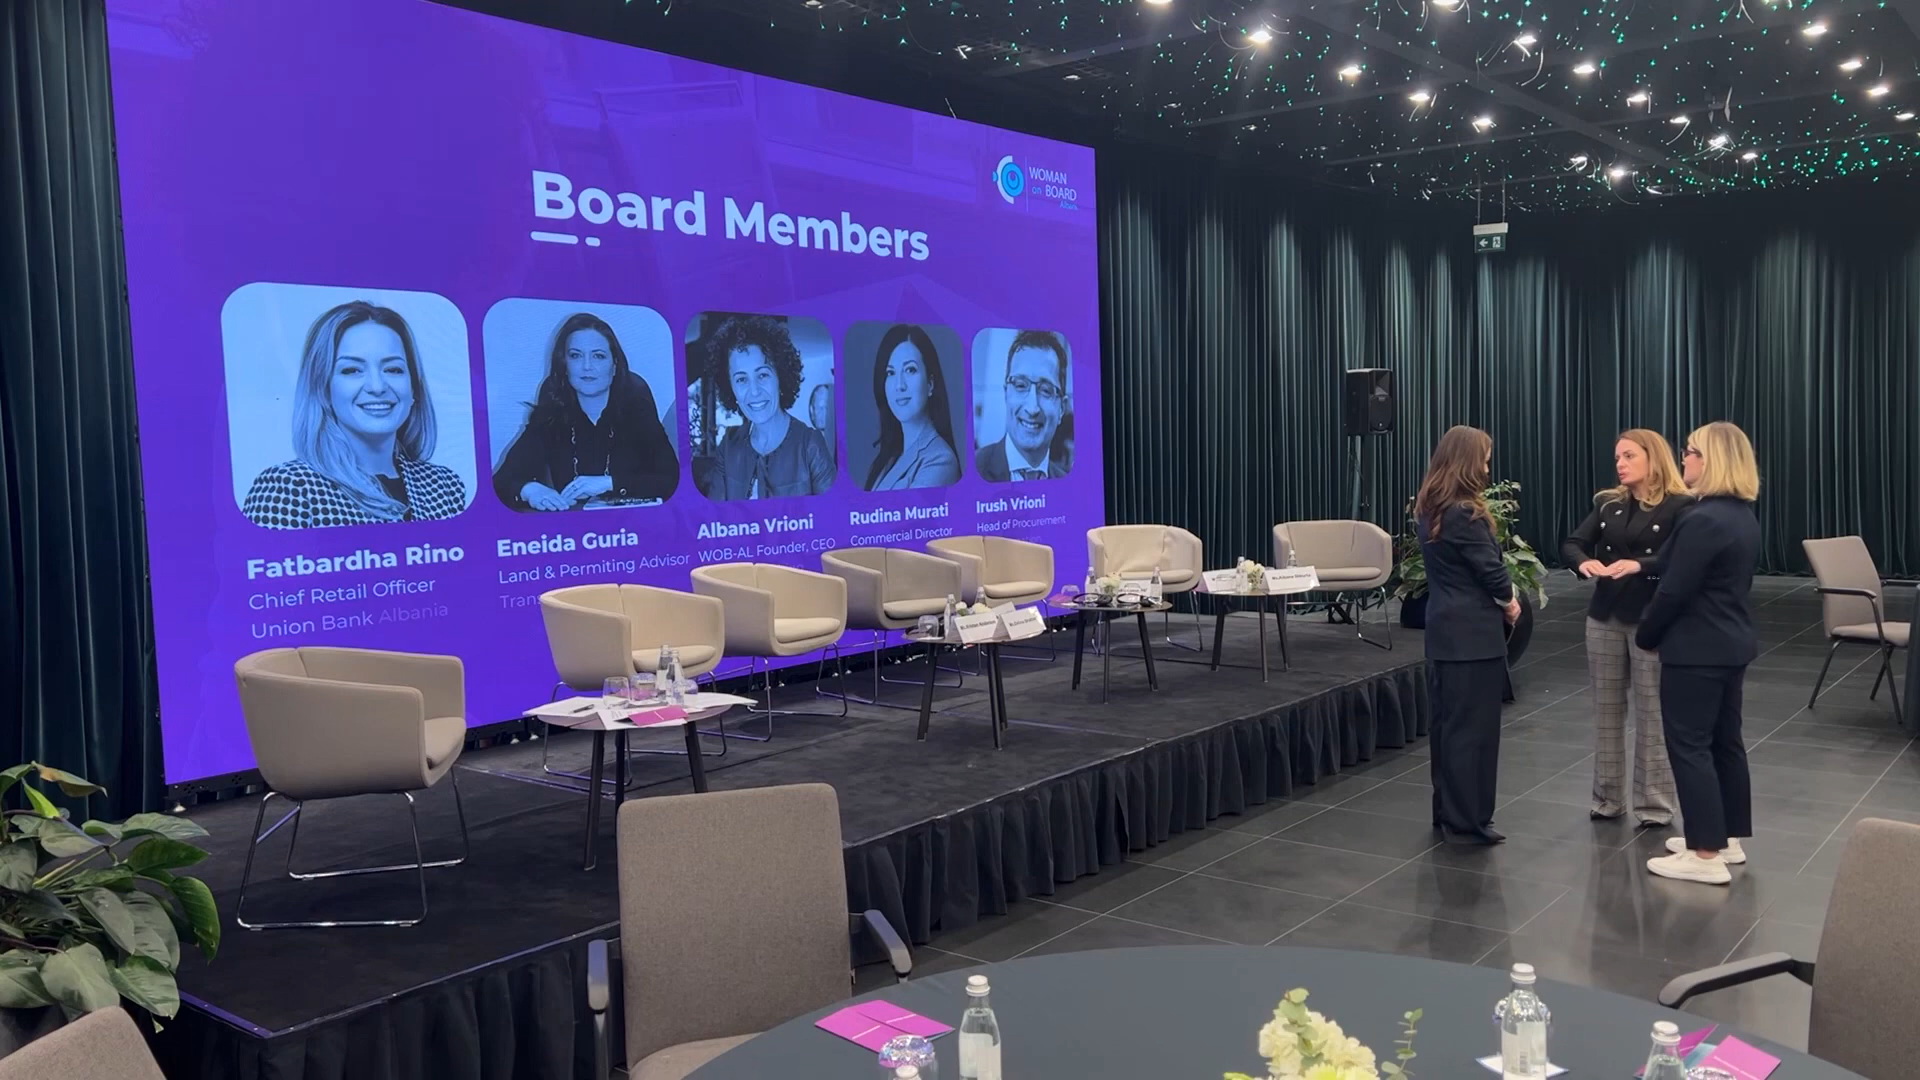 Board Members
WOMAN
on BOARD
Albania
Fatbardha Rino
Chief Retail Officer
Union Bank Albania
Eneida Guria
Land & Permiting Advisor
Albana Vrioni
WOB-AL Founder, CEO
Rudina Murati
Commercial Director
Irush Vrioni
Head of Procurement